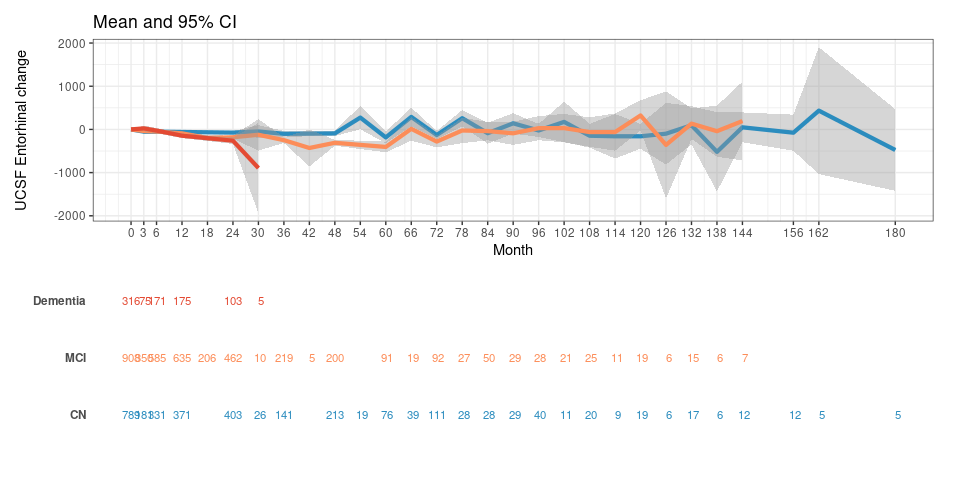 Mean and 95% CI
UCSF Entorhinal change
2000
1000
0
-1000
-2000
0 3 6 12 18 24 30 36 42 48 54 60 66 72 78 84 90 96 102 108 114 120 126 132 138 144 156 162 180
Month
Dementia 316 171 175 103 5
MCI 635 206 462 10 219 5 200 91 19 92 27 50 29 28 21 25 11 19 6 15 6 7
CN 371 403 26 141 213 19 76 39 111 28 28 29 40 11 20 9 19 6 17 6 12 12 5 5